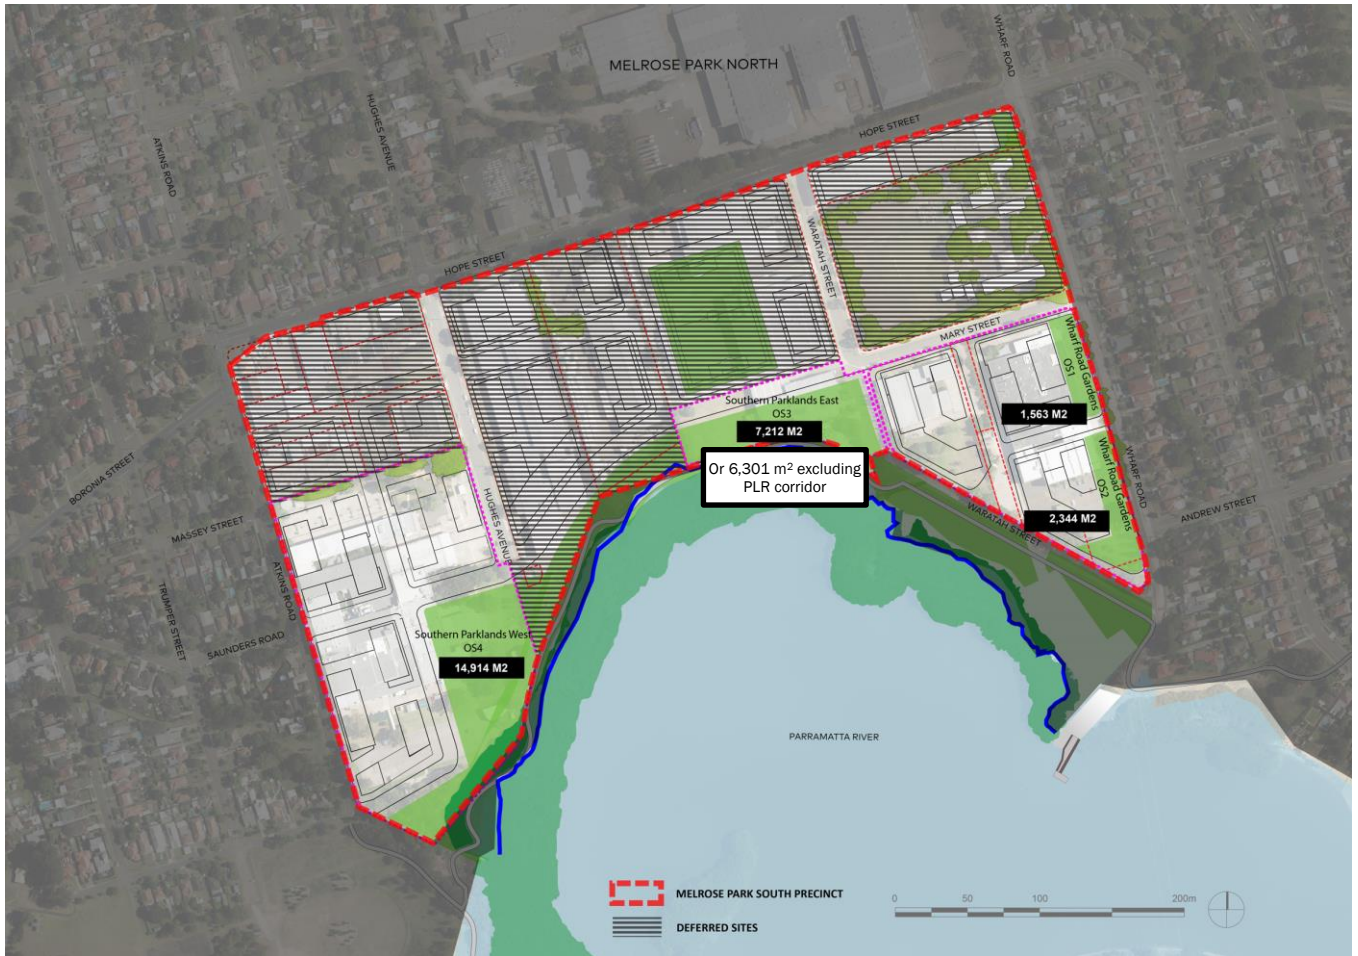 MELROSE PARK NORTH
WHARF ROAD
HOPE STREET
HUGHES AVENUE
ATKINS ROAD
WARATAH STREET
HOPE STREET
MARY STREET
Wharf Road Gardens
OS1
1,563 M2
Southern Parklands East
OS3
7,212 M2
Or 6,301 m² excluding
PLR corridor
Wharf Road Gardens
OS2
2,344 M2
WHARF ROAD
ANDREW STREET
WARATAH STREET
BORONIA STREET
MASSEY STREET
HUGHES AVENUE
ATKINS ROAD
TRUMPER STREET
SAUNDERS ROAD
Southern Parklands West
OS4
14,914 M2
PARRAMATTA RIVER
MELROSE PARK SOUTH PRECINCT
DEFERRED SITES
0 50 100 200m